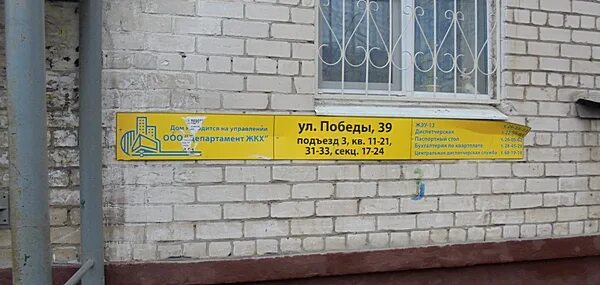 Дом находится на управлении
ООО "Департамент ЖКХ"
ул. Победы, 39
подъезд 3, кв. 11-21,
31-33, секц. 17-24
ЖЭУ-13
Диспетчерская
Паспортный стол
Бухгалтерия по квартплате
Центральная диспетчерская служба